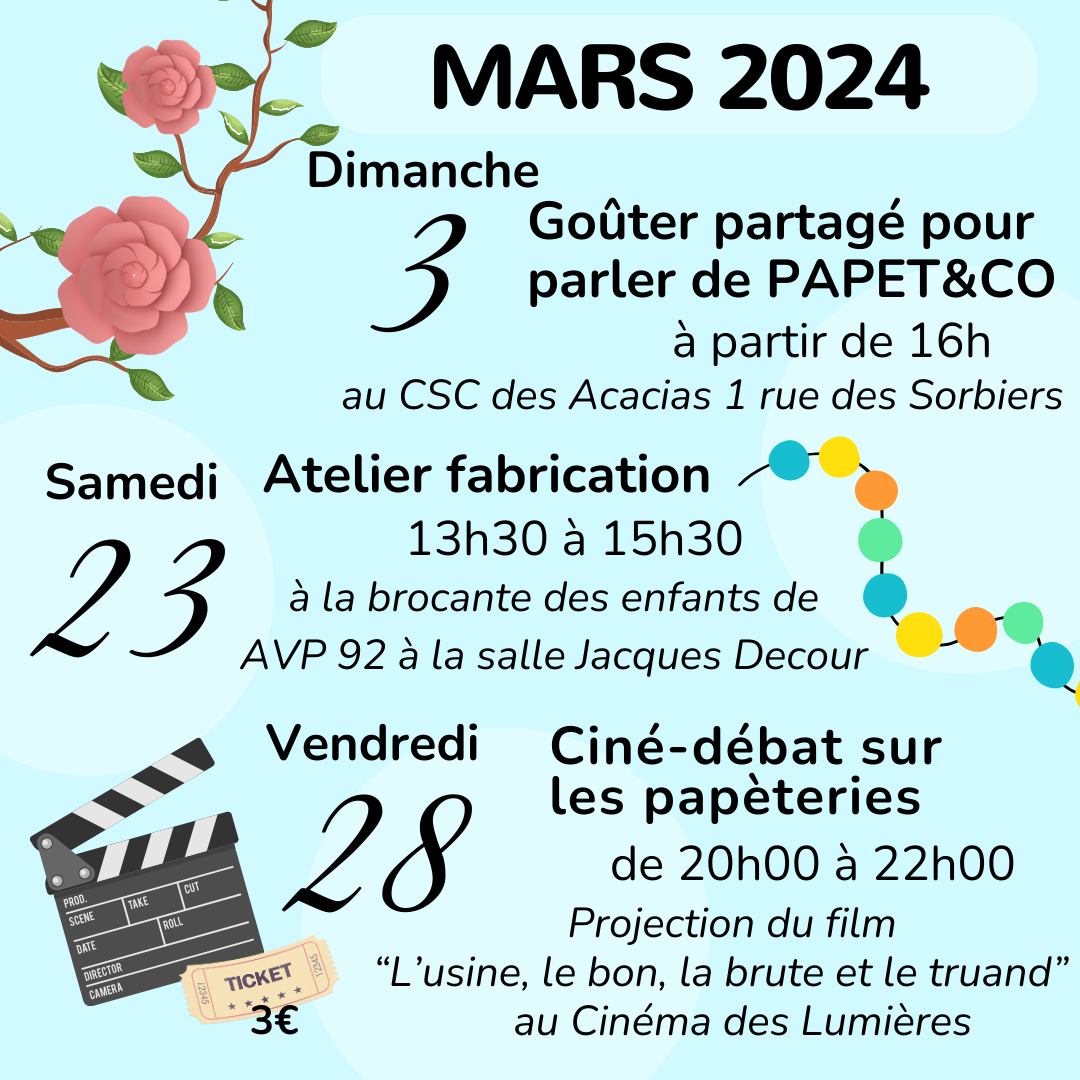 MARS 2024
Dimanche
3
Goûter partagé pour
parler de PAPET&CO
à partir de 16h
au CSC des Acacias 1 rue des Sorbiers
Samedi
23
Atelier fabrication
13h30 à 15h30
à la brocante des enfants de
AVP 92 à la salle Jacques Decour
Vendredi
28
Ciné-débat sur
les papèteries
de 20h00 à 22h00
Projection du film
“L’usine, le bon, la brute et le truand”
au Cinéma des Lumières
PROD.
SCENE TAKE CUT
DATE ROLL
DIRECTOR
CAMERA
12345 TICKET 12345
3€